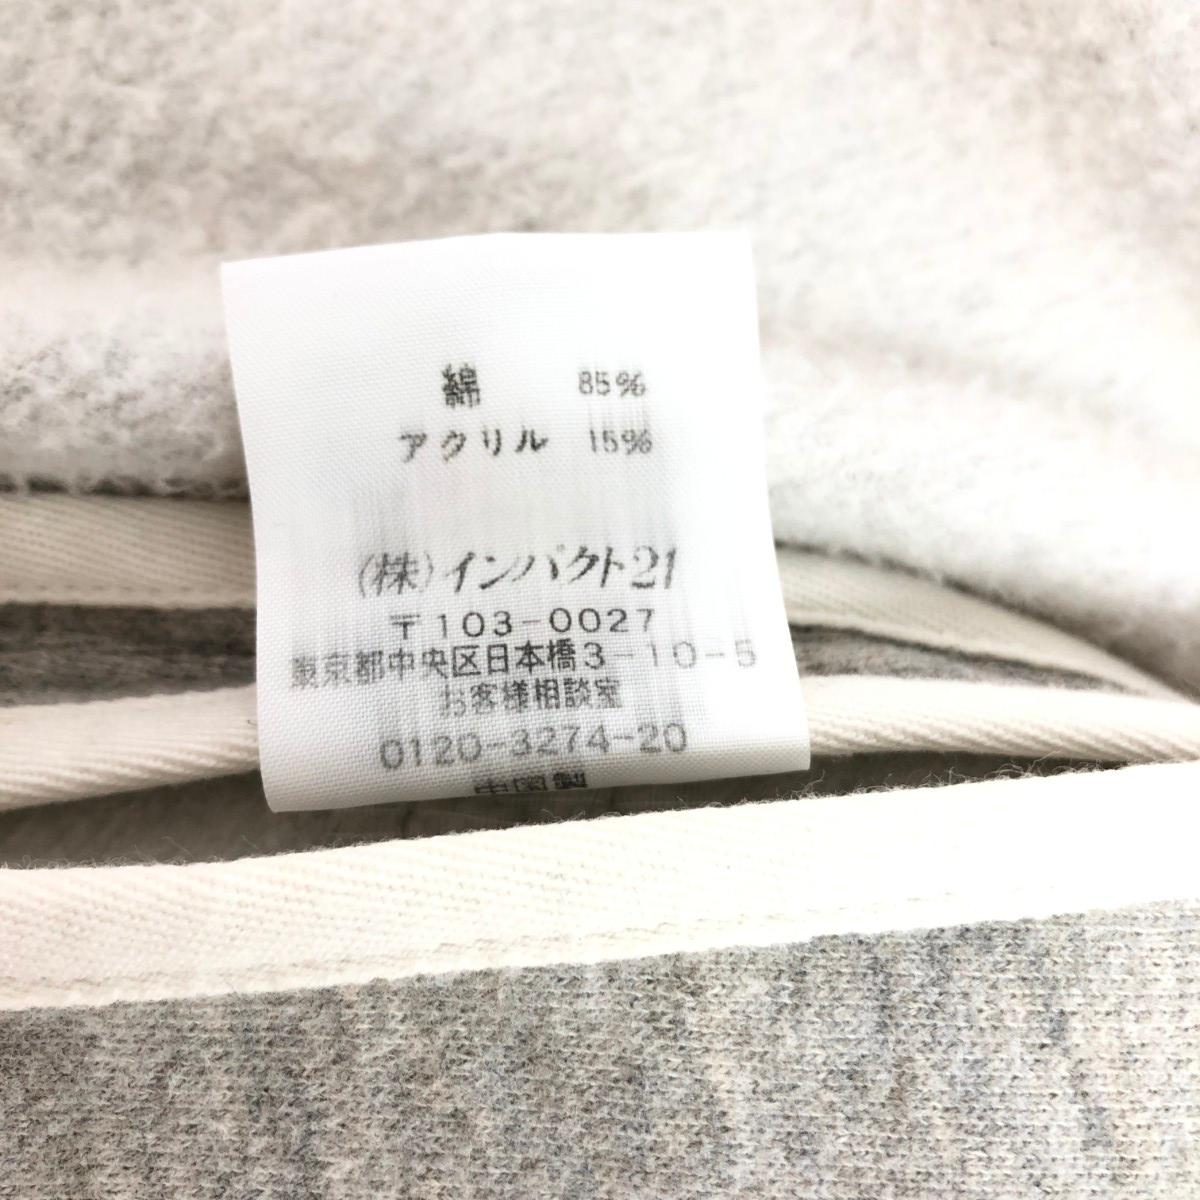 綿 85%
アクリル 15%
(株)インパクト21
〒103-0027
東京都中央区日本橋3-10-5
お客様相談室
0120-3274-20
中国製